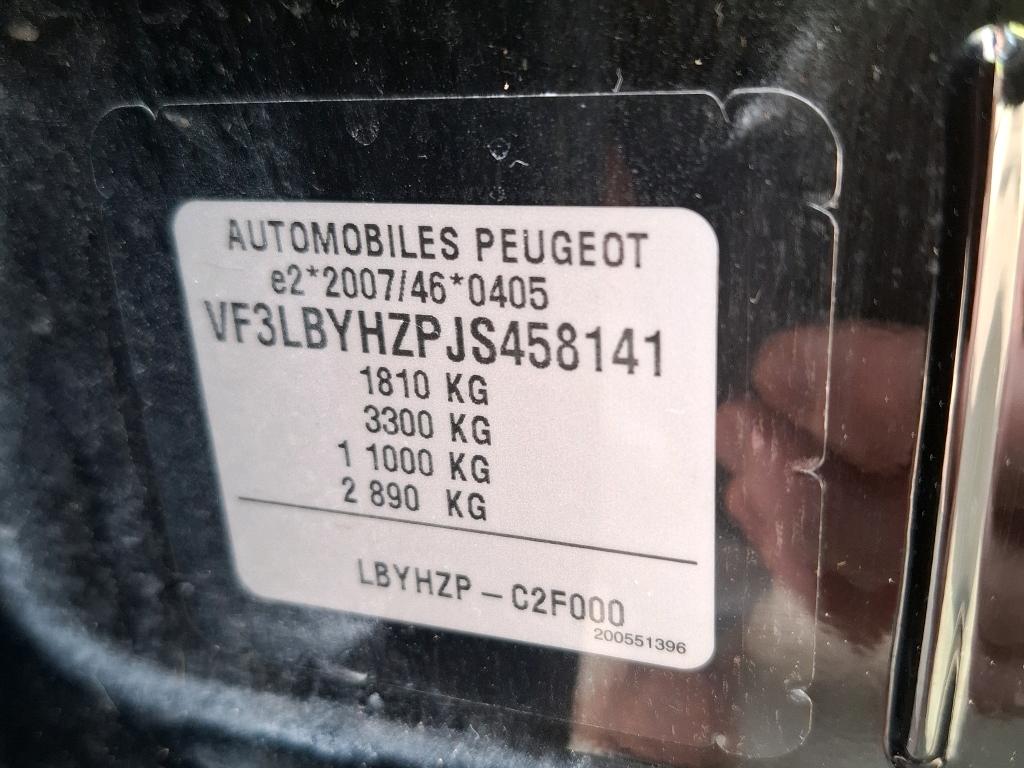 AUTOMOBILES PEUGEOT
e2*2007/46*0405
VF3LBYHZPJS458141
1810 KG
3300 KG
1 1000 KG
2 890 KG
LBYHZP – C2F000
200551396